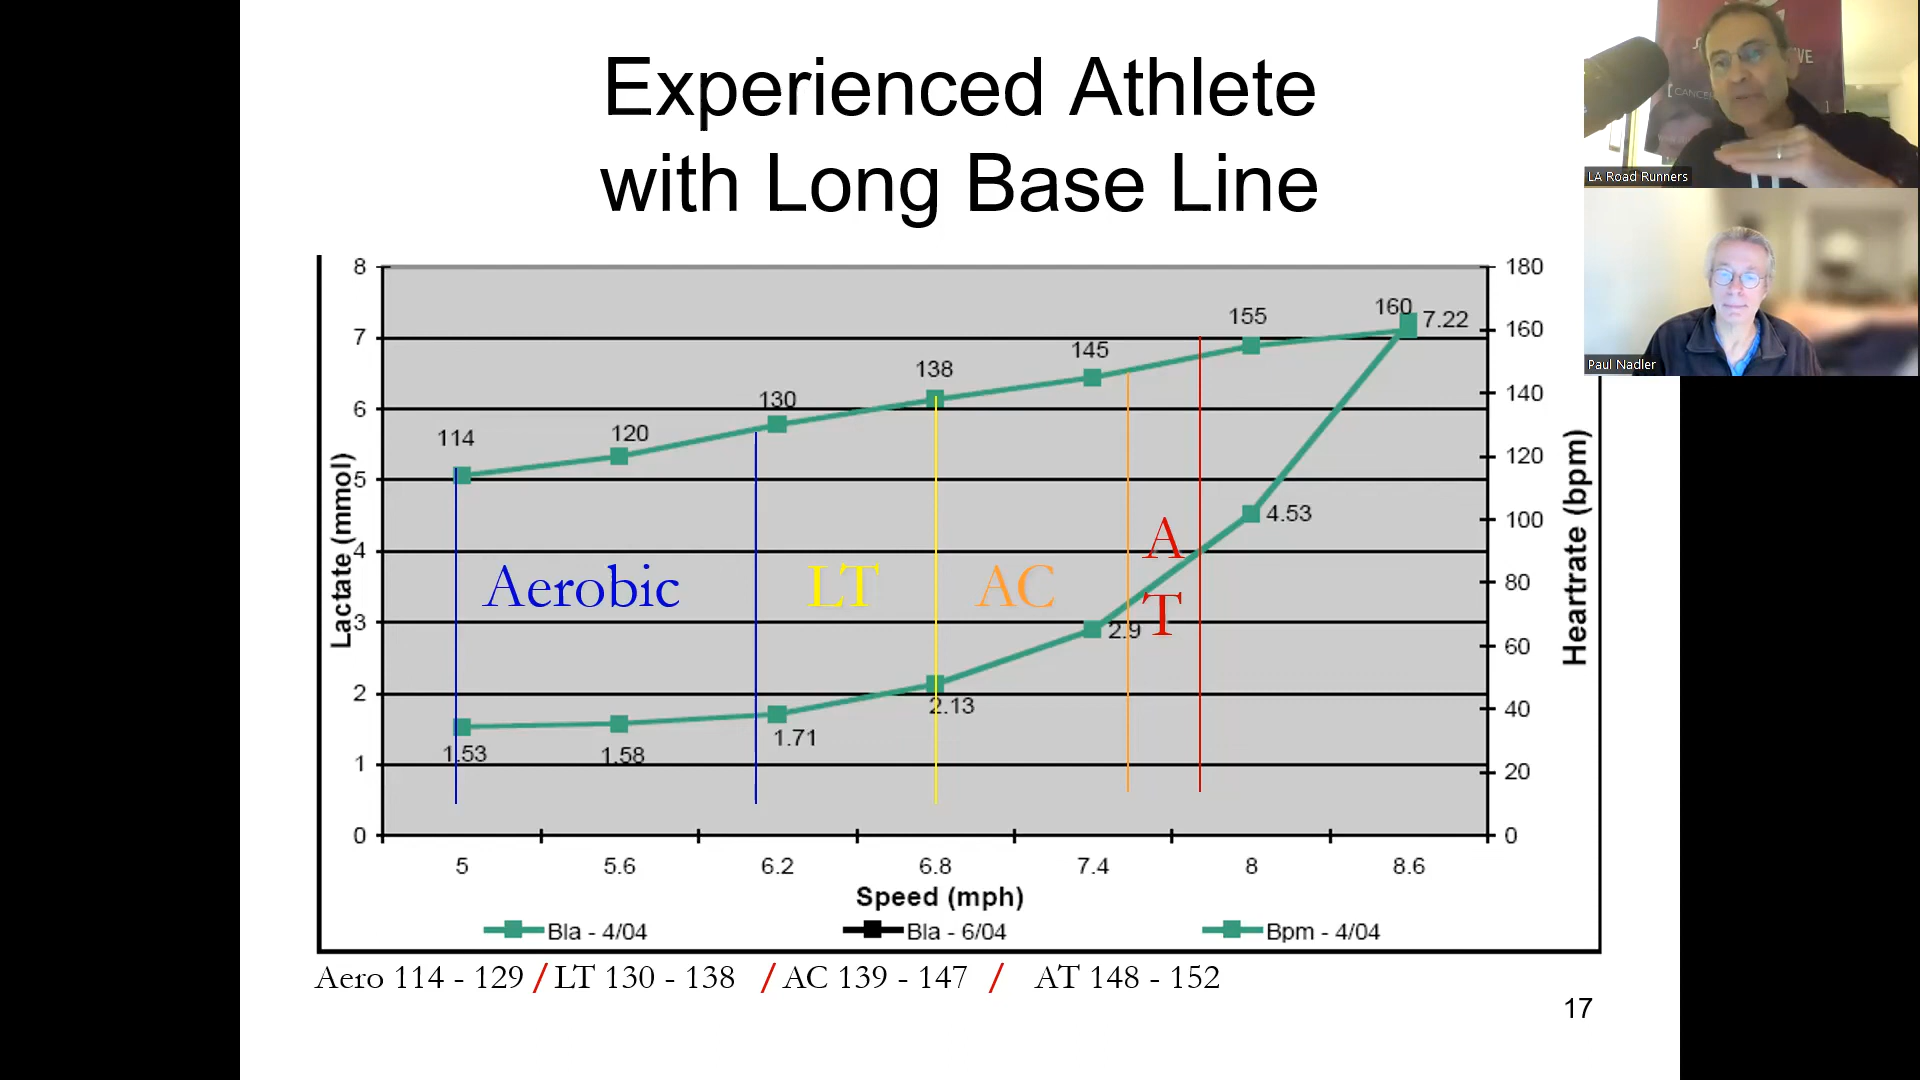 Experienced Athlete
with Long Base Line
LA Road Runners
Paul Nadler
Lactate (mmol)
8
7
6
5
4
3
2
1
0
180
160
140
120
100
80
60
40
20
0
Heartrate (bpm)
114
120
130
138
145
155
160
7.22
4.53
2.9
2.13
1.71
1.58
1.53
Aerobic
LT
AC
A
T
5 5.6 6.2 6.8 7.4 8 8.6
Speed (mph)
Bla - 4/04 Bla - 6/04 Bpm - 4/04
Aero 114 - 129 / LT 130 - 138 / AC 139 - 147 / AT 148 - 152
17